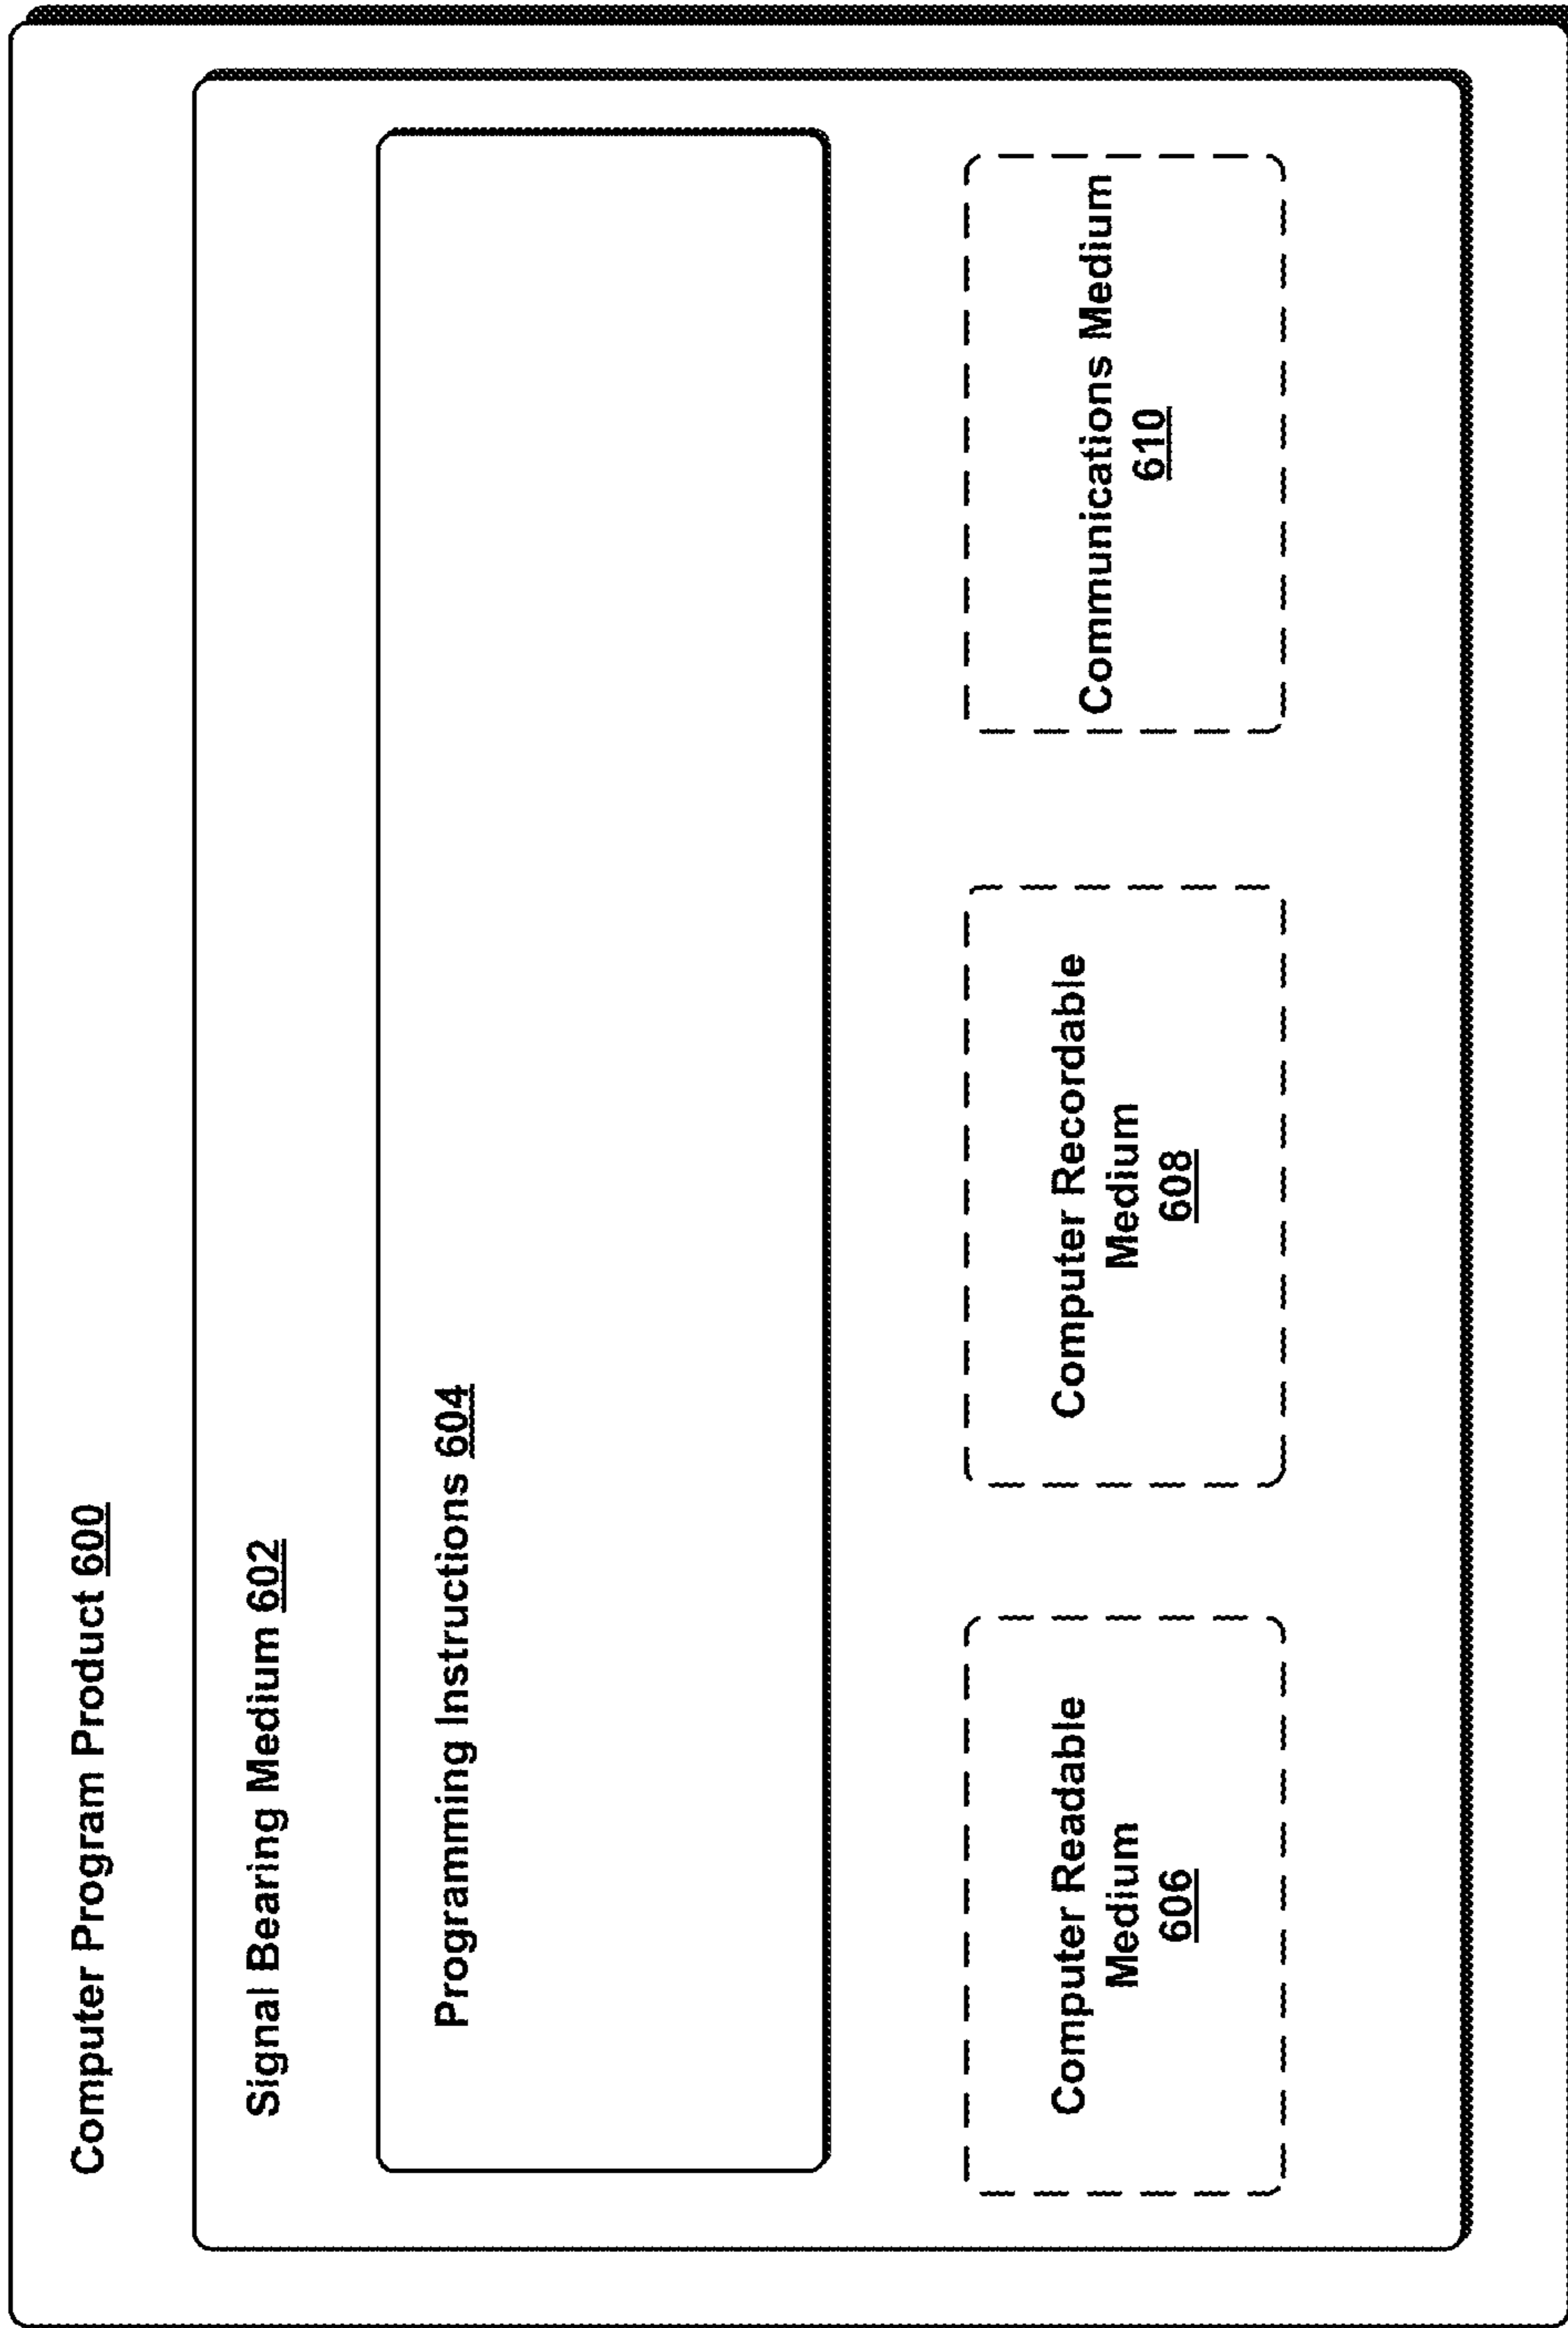 Computer Program Product 600
Signal Bearing Medium 602
Programming Instructions 604
Computer Readable
Medium
606
Computer Recordable
Medium
608
Communications Medium
610